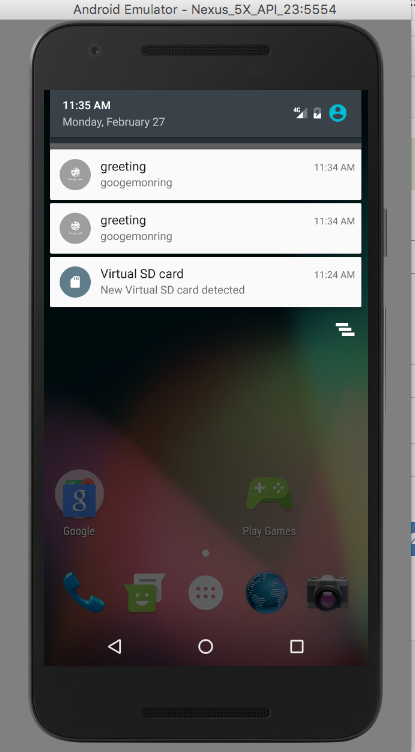 Android Emulator - Nexus_5X_API_23:5554
11:35 AM
Monday, February 27
4G
greeting
11:34 AM
googemonring
greeting
11:34 AM
googemonring
Virtual SD card
11:24 AM
New Virtual SD card detected
g
Google
Play Games